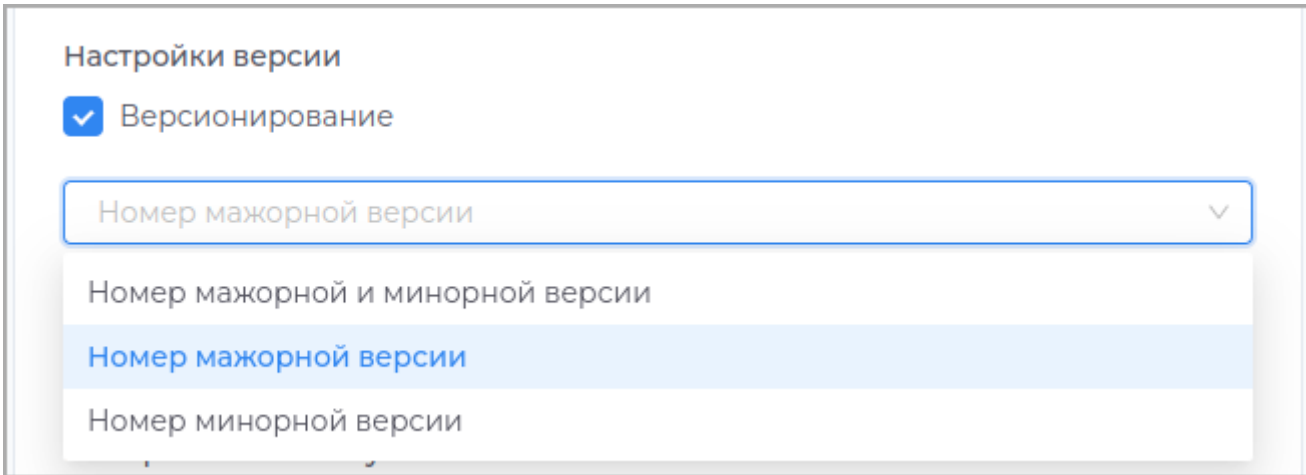 Настройки версии
Версионирование
Номер мажорной версии
Номер мажорной и минорной версии
Номер мажорной версии
Номер минорной версии